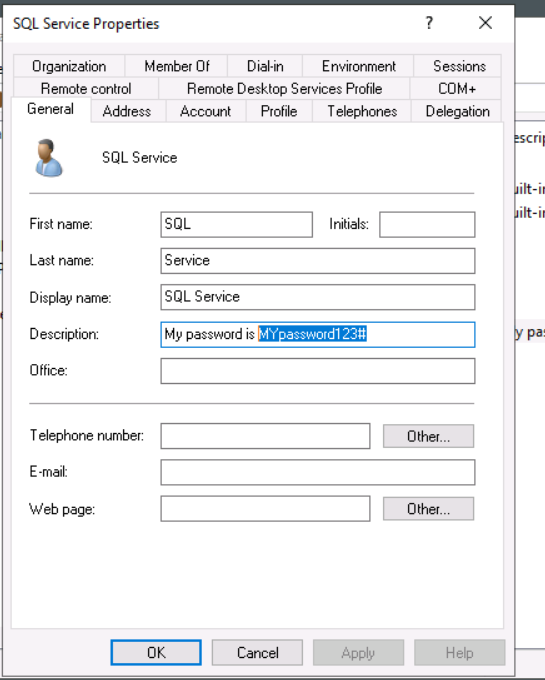 SQL Service Properties
? ×
Organization Member Of Dial-in Environment Sessions
Remote control Remote Desktop Services Profile COM+
General Address Account Profile Telephones Delegation
SQL Service
First name: SQL Initials:
Last name: Service
Display name: SQL Service
Description: My password is MYpassword123#
Office:
Telephone number: Other...
E-mail:
Web page: Other...
OK Cancel Apply Help
escrip
uilt-in
uilt-in
y pas